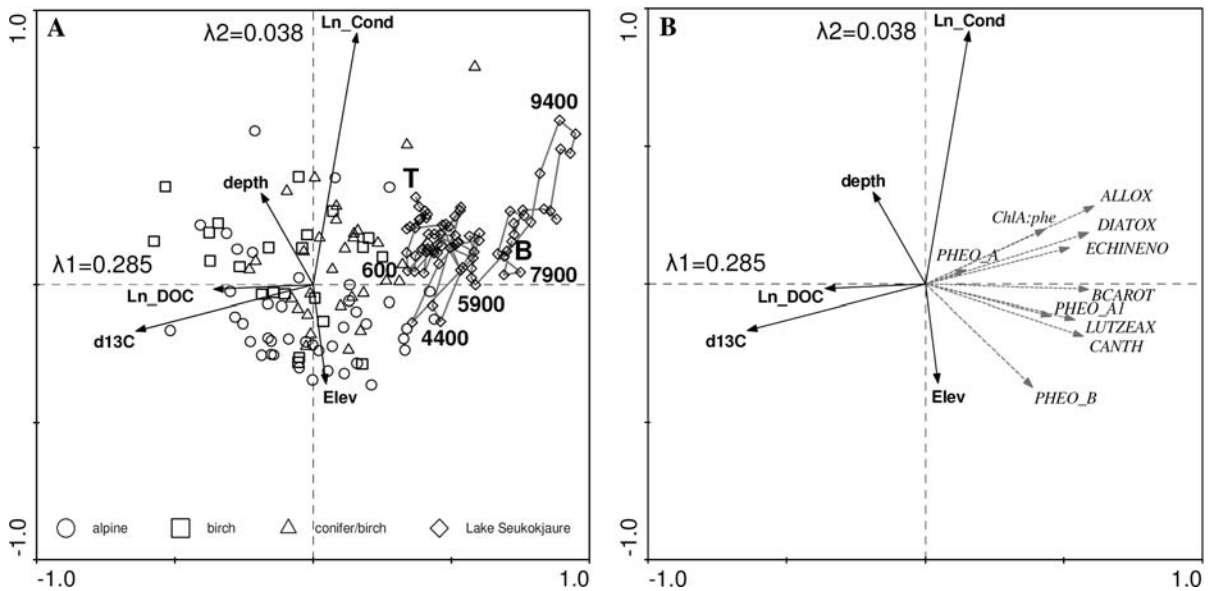 1.0
A
λ2=0.038
Ln_Cond
9400
T
depth
λ1=0.285
600
B
7900
Ln_DOC
5900
d13C
4400
Elev
alpine
birch
conifer/birch
Lake Seukokjaure
-1.0
-1.0
1.0
1.0
B
λ2=0.038
Ln_Cond
depth
ALLOX
ChlA:phe
DIATOX
ECHINENO
PHEO_A
λ1=0.285
Ln_DOC
BCAROT
PHEO_A1
d13C
LUTZEAX
CANTH
Elev
PHEO_B
-1.0
-1.0
1.0